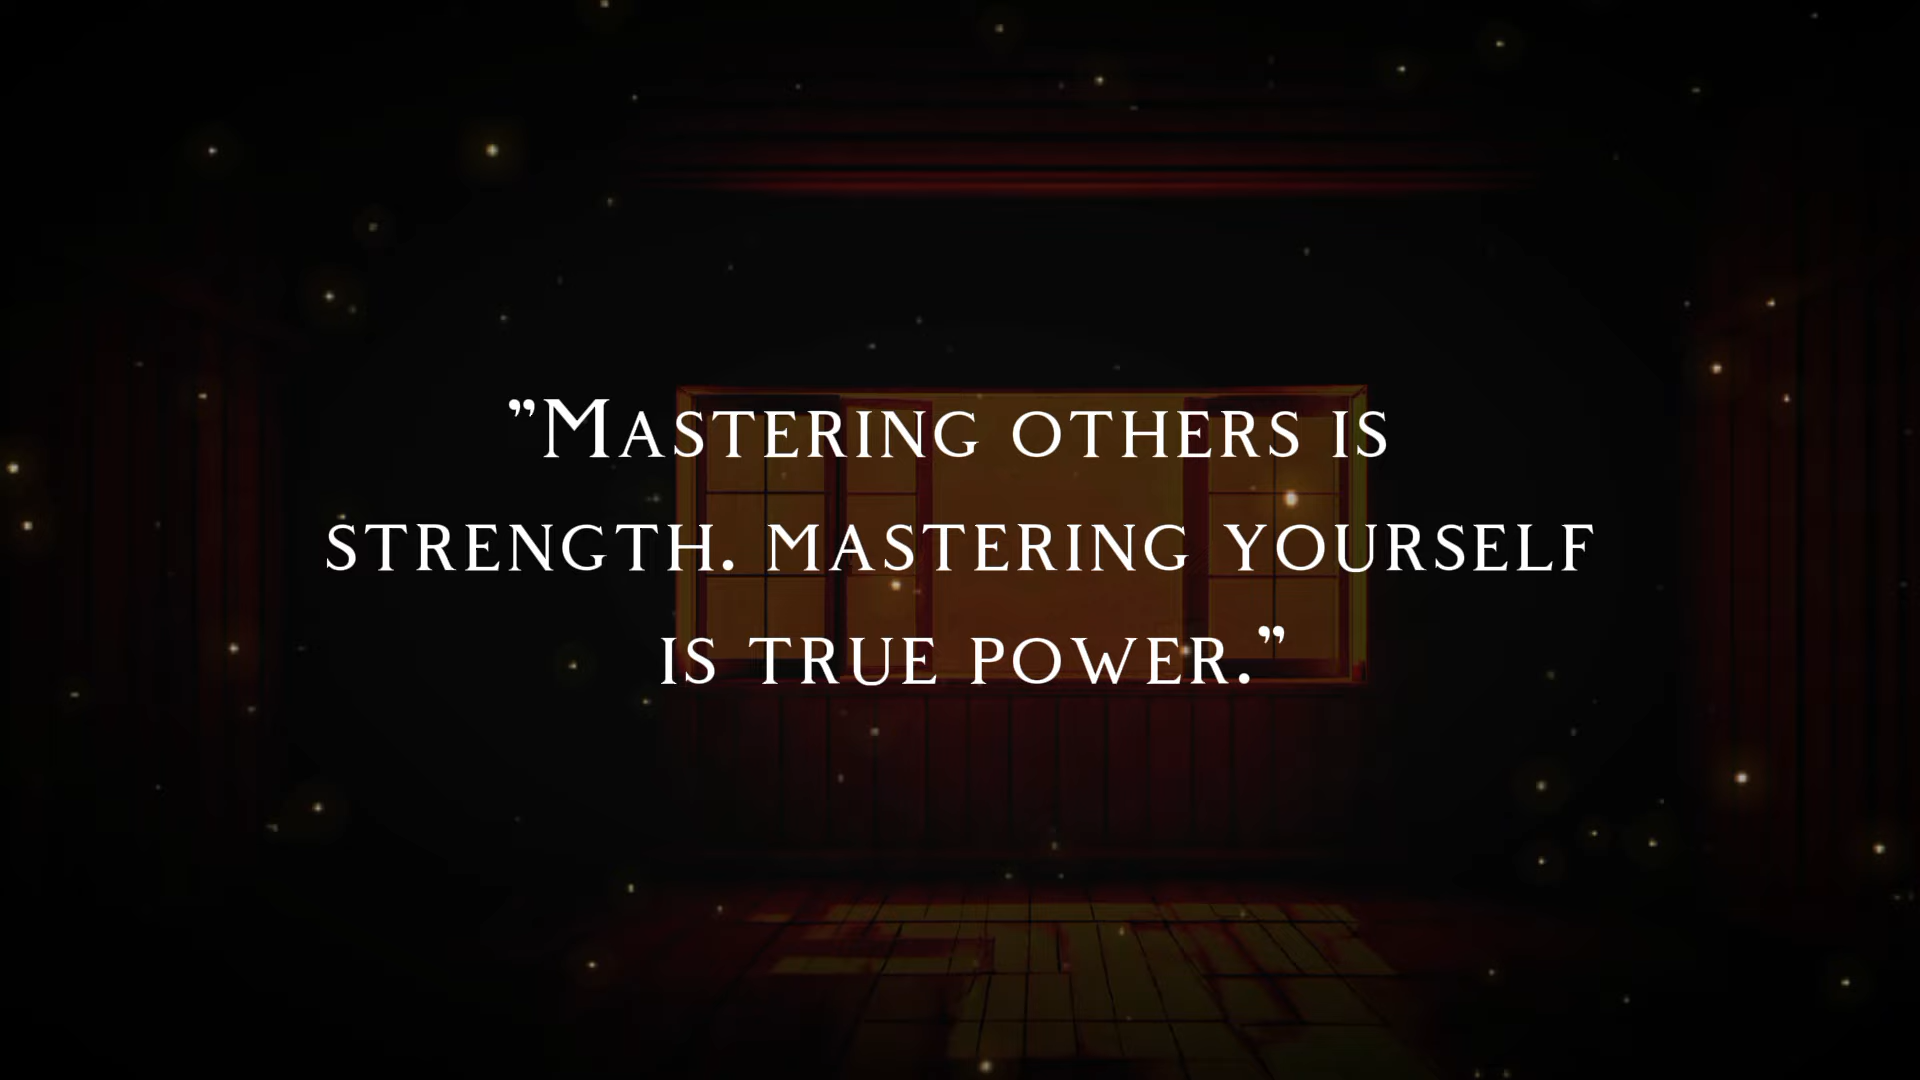 "Mastering others is
strength. mastering yourself
is true power."